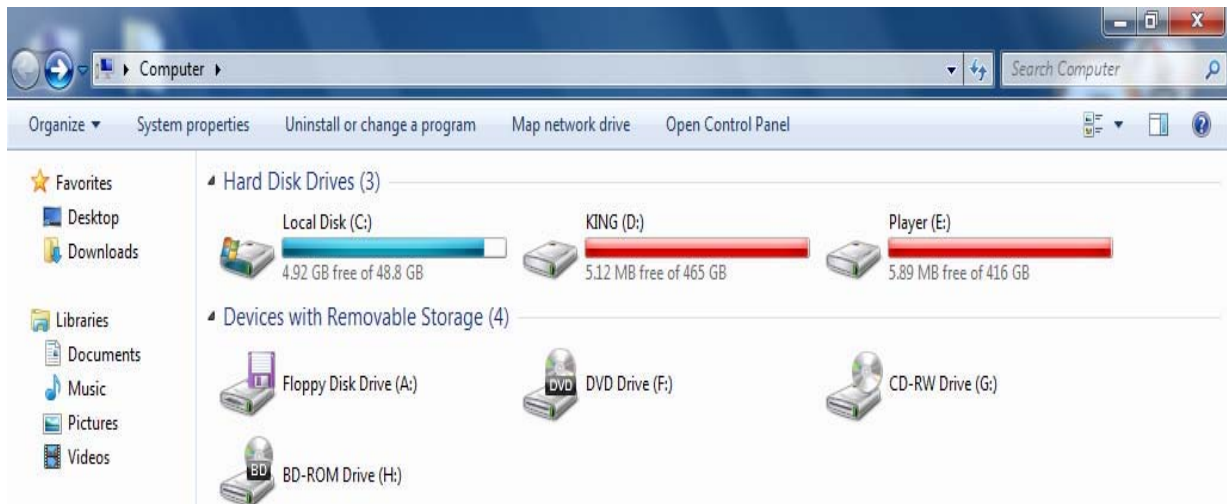 Computer
Search Computer
Organize System properties Uninstall or change a program Map network drive Open Control Panel
Favorites
Desktop
Downloads
Libraries
Documents
Music
Pictures
Videos
Hard Disk Drives (3)
Local Disk (C:)
4.92 GB free of 48.8 GB
KING (D:)
5.12 MB free of 465 GB
Player (E:)
5.89 MB free of 416 GB
Devices with Removable Storage (4)
Floppy Disk Drive (A:)
DVD
DVD Drive (F:)
CD-RW Drive (G:)
BD
BD-ROM Drive (H:)